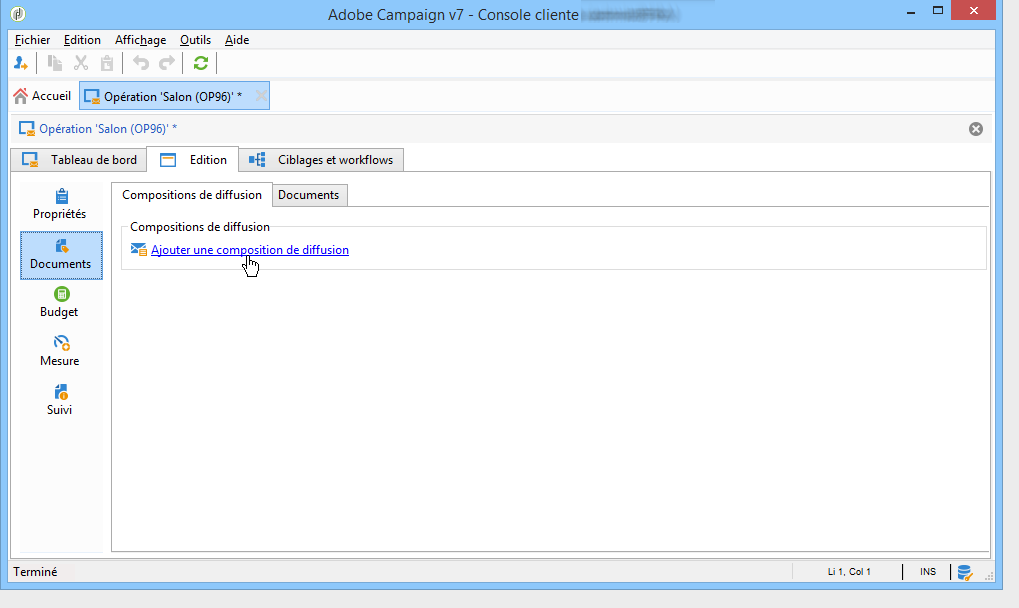 Adobe Campaign v7 - Console cliente
Fichier Edition Affichage Outils Aide
Accueil Opération 'Salon (OP96)' *
Opération 'Salon (OP96)' *
Tableau de bord Edition Ciblages et workflows
Propriétés
Documents
Budget
Mesure
Suivi
Compositions de diffusion Documents
Compositions de diffusion
Ajouter une composition de diffusion
Terminé Li 1, Col 1 INS